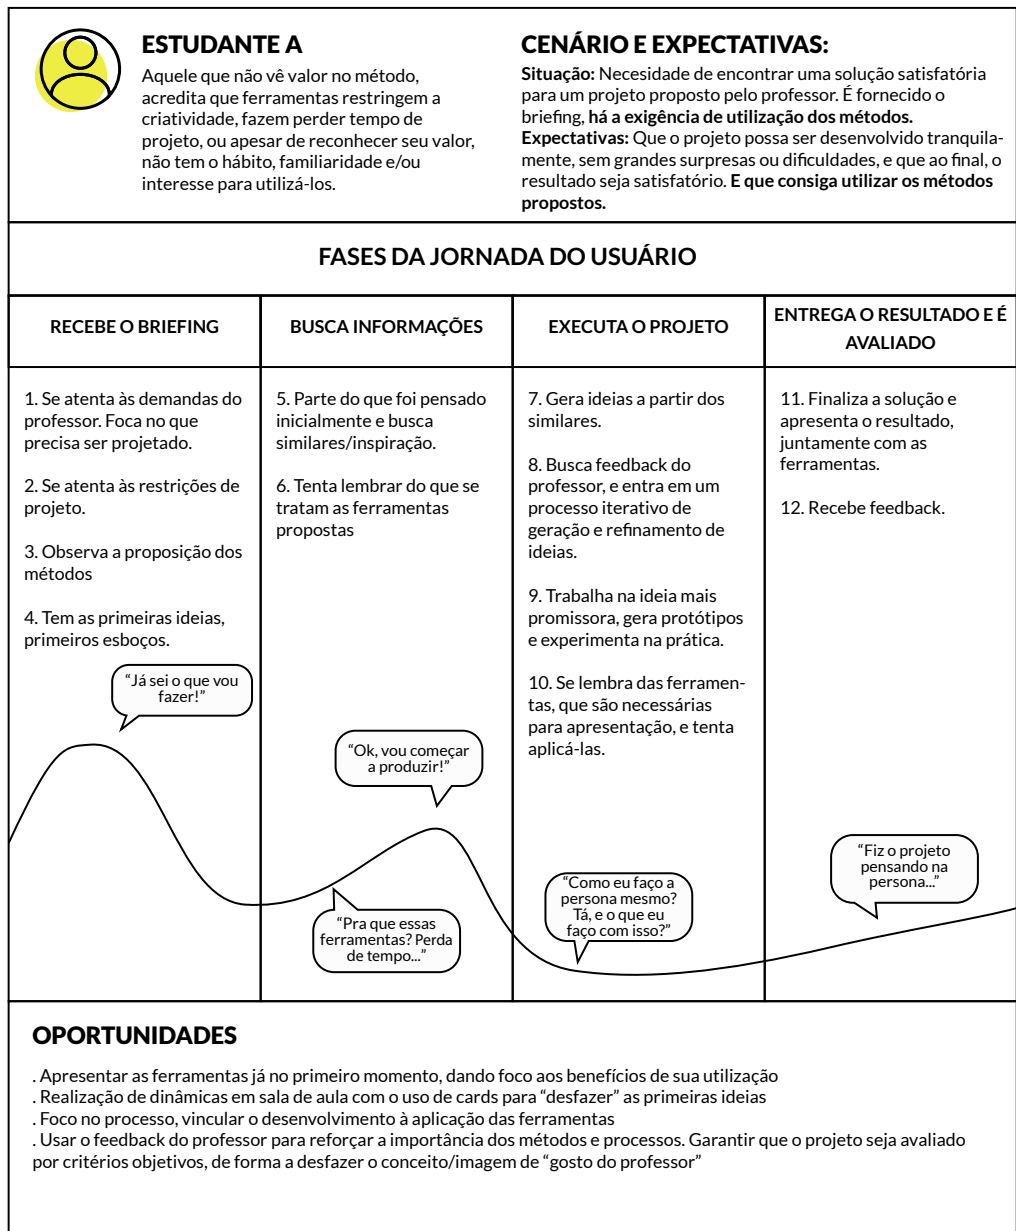 ESTUDANTE A
Aquele que não vê valor no método,
acredita que ferramentas restringem a
criatividade, fazem perder tempo de
projeto, ou apesar de reconhecer seu valor,
não tem o hábito, familiaridade e/ou
interesse para utilizá-los.
CENÁRIO E EXPECTATIVAS:
Situação: Necessidade de encontrar uma solução satisfatória
para um projeto proposto pelo professor. É fornecido o
briefing, há a exigência de utilização dos métodos.
Expectativas: Que o projeto possa ser desenvolvido tranquila-
mente, sem grandes surpresas ou dificuldades, e que ao final, o
resultado seja satisfatório. E que consiga utilizar os métodos
propostos.
FASES DA JORNADA DO USUÁRIO
RECEBE O BRIEFING
1. Se atenta às demandas do
professor. Foca no que
precisa ser projetado.
2. Se atenta às restrições de
projeto.
3. Observa a proposição dos
métodos
4. Tem as primeiras ideias,
primeiros esboços.
“Já sei o que vou
fazer!”
BUSCA INFORMAÇÕES
5. Parte do que foi pensado
inicialmente e busca
similares/inspiração.
6. Tenta lembrar do que se
tratam as ferramentas
propostas
“Ok, vou começar
a produzir!”
“Pra que essas
ferramentas? Perda
de tempo...”
EXECUTA O PROJETO
7. Gera ideias a partir dos
similares.
8. Busca feedback do
professor, e entra em um
processo iterativo de
geração e refinamento de
ideias.
9. Trabalha na ideia mais
promissora, gera protótipos
e experimenta na prática.
10. Se lembra das ferramen-
tas, que são necessárias
para apresentação, e tenta
aplicá-las.
“Como eu faço a
persona mesmo?
Tá, e o que eu
faço com isso?”
ENTREGA O RESULTADO E É
AVALIADO
11. Finaliza a solução e
apresenta o resultado,
juntamente com as
ferramentas.
12. Recebe feedback.
“Fiz o projeto
pensando na
persona...”
OPORTUNIDADES
. Apresentar as ferramentas já no primeiro momento, dando foco aos benefícios de sua utilização
. Realização de dinâmicas em sala de aula com o uso de cards para “desfazer” as primeiras ideias
. Foco no processo, vincular o desenvolvimento à aplicação das ferramentas
. Usar o feedback do professor para reforçar a importância dos métodos e processos. Garantir que o projeto seja avaliado
por critérios objetivos, de forma a desfazer o conceito/imagem de “gosto do professor”